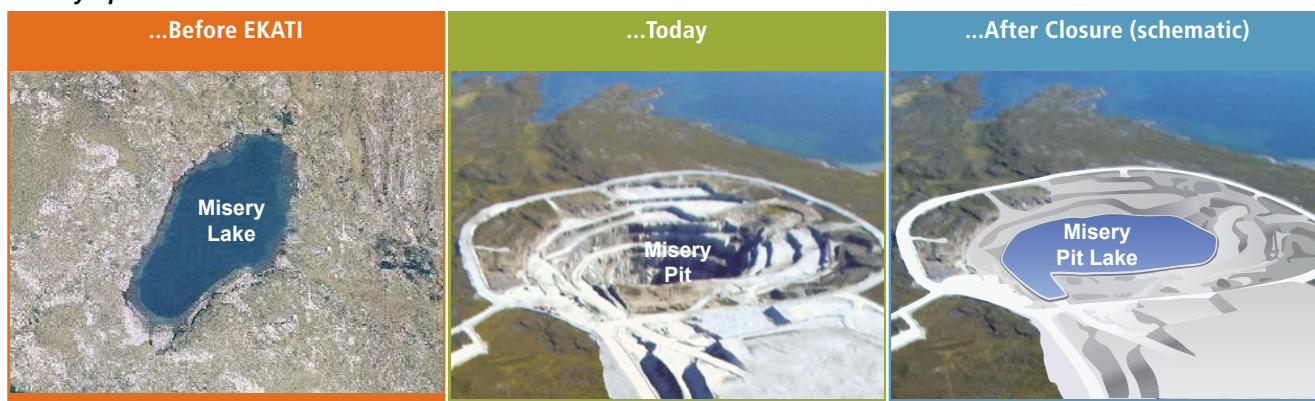 ...Before EKATI
...Today
...After Closure (schematic)
Misery
Lake
Misery
Pit
Misery
Pit Lake